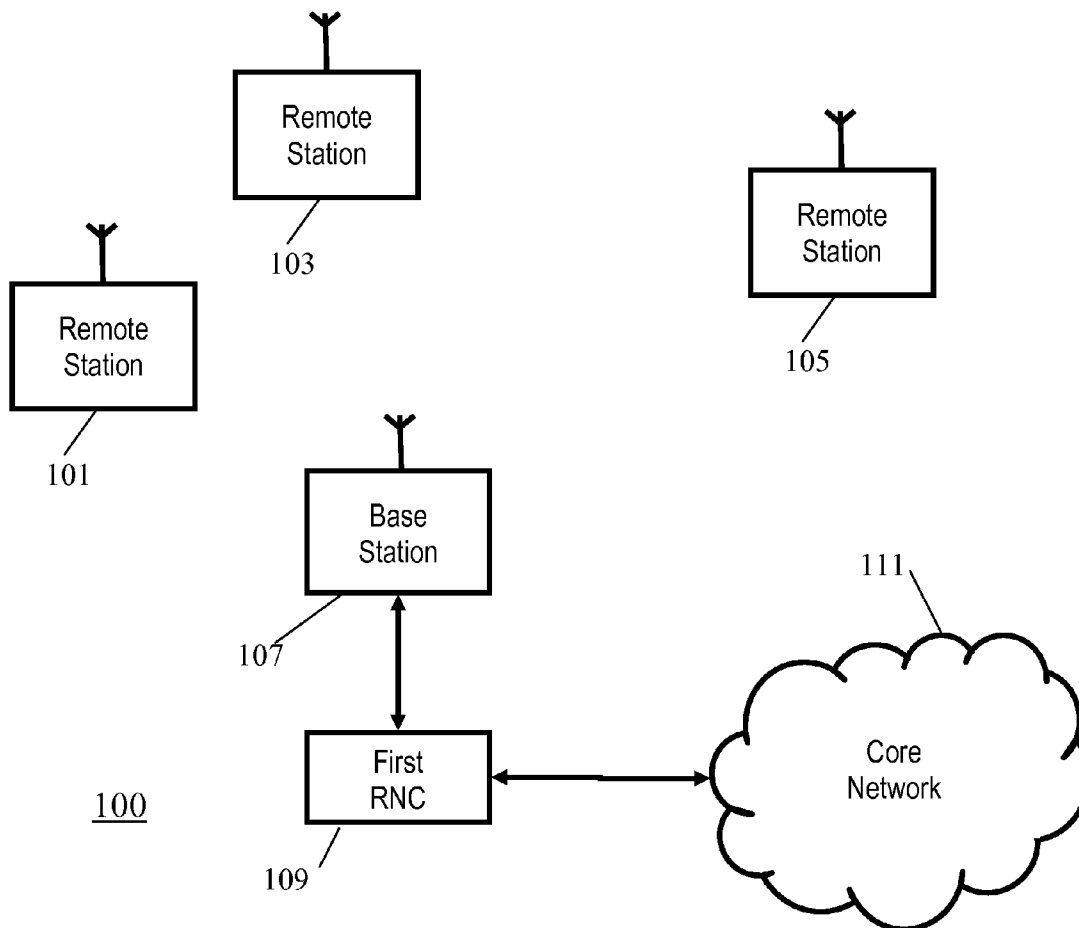 Remote
Station
103
Remote
Station
105
Remote
Station
101
Base
Station
107
111
First
RNC
109
Core
Network
100